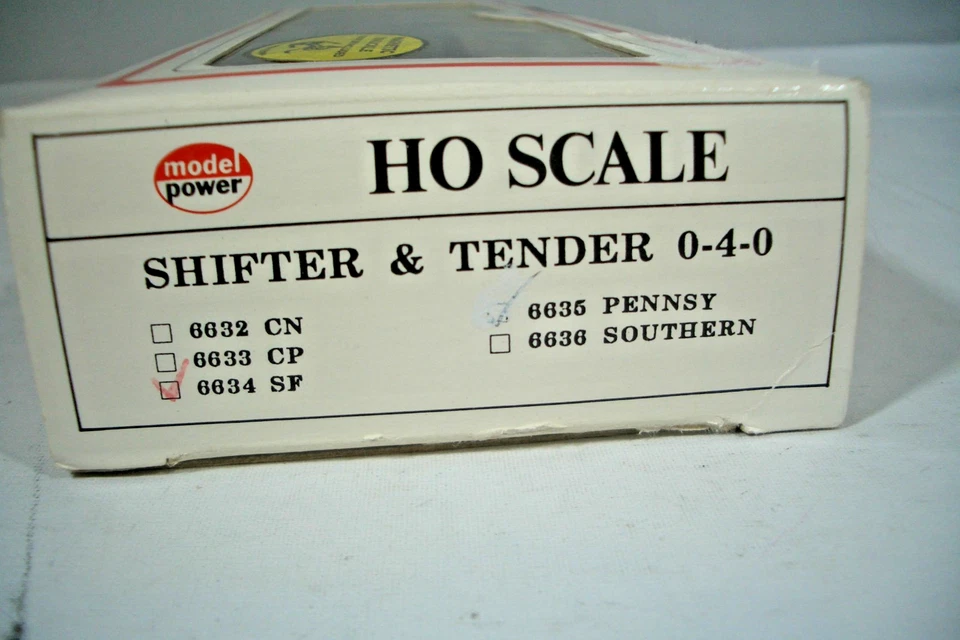 model
power
HO SCALE
SHIFTER & TENDER 0-4-0
6632 CN
6633 CP
6634 SF
6635 PENNSY
6636 SOUTHERN